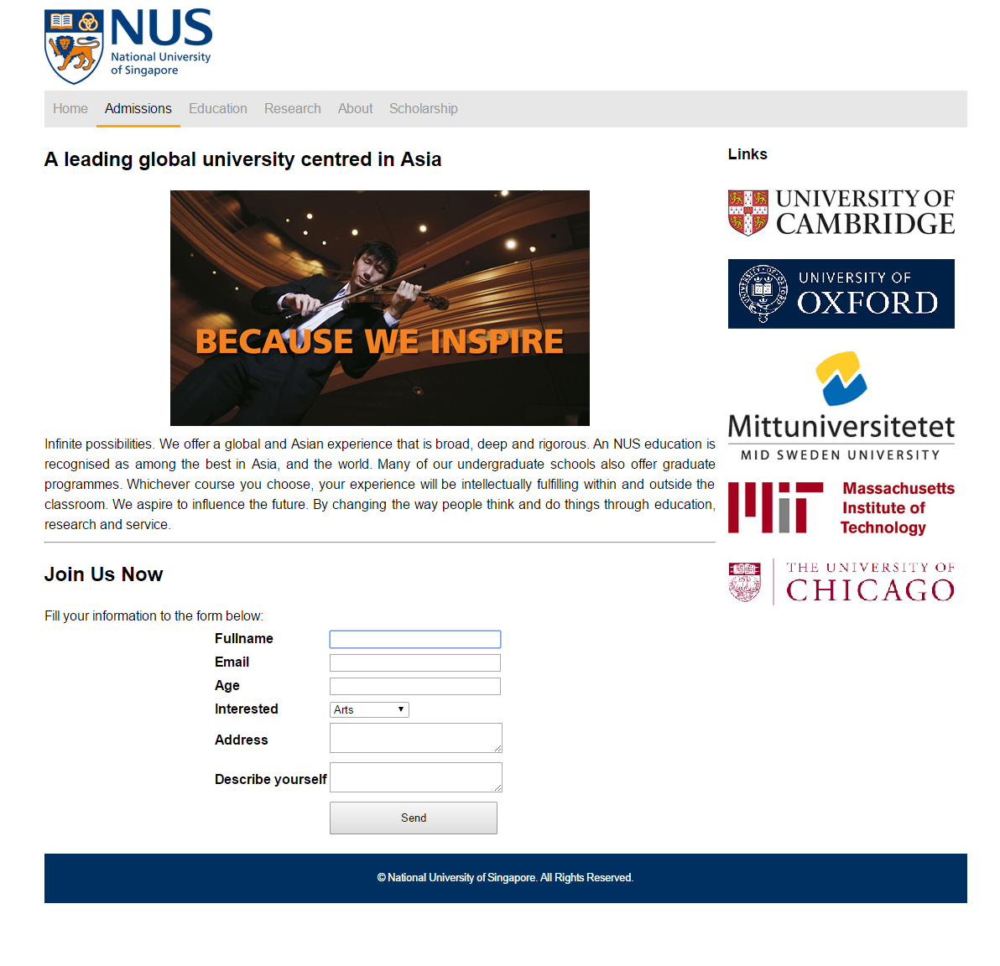 NUS
National University
of Singapore
Home Admissions Education Research About Scholarship
A leading global university centred in Asia
BECAUSE WE INSPIRE
Infinite possibilities. We offer a global and Asian experience that is broad, deep and rigorous. An NUS education is
recognised as among the best in Asia, and the world. Many of our undergraduate schools also offer graduate
programmes. Whichever course you choose, your experience will be intellectually fulfilling within and outside the
classroom. We aspire to influence the future. By changing the way people think and do things through education,
research and service.
Join Us Now
Fill your information to the form below:
Fullname
Email
Age
Interested Arts
Address
Describe yourself
Send
Links
UNIVERSITY OF
CAMBRIDGE
UNIVERSITY OF
OXFORD
Mittuniversitetet
MID SWEDEN UNIVERSITY
Massachusetts
Institute of
Technology
THE UNIVERSITY OF
CHICAGO
© National University of Singapore. All Rights Reserved.